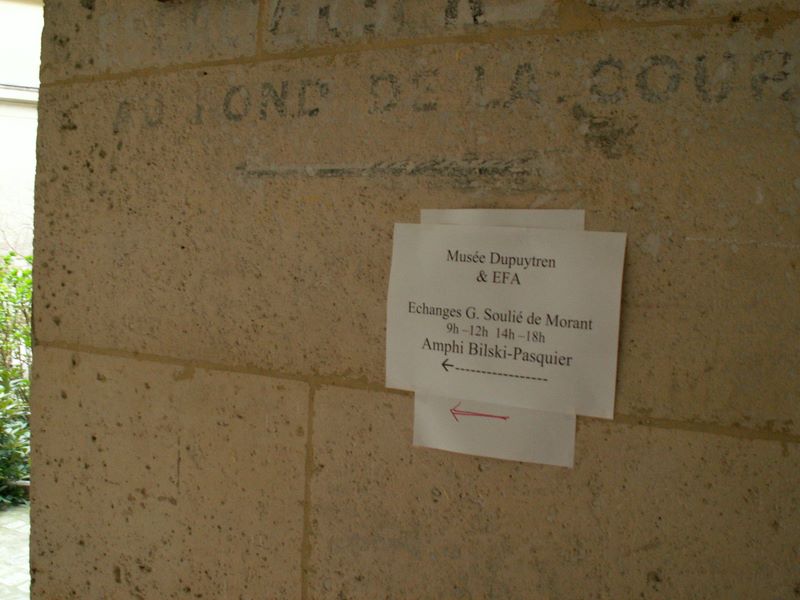 AU FOND DE LA COUR
Musée Dupuytren
& EFA
Echanges G. Soulié de Morant
9h –12h 14h –18h
Amphi Bilski-Pasquier